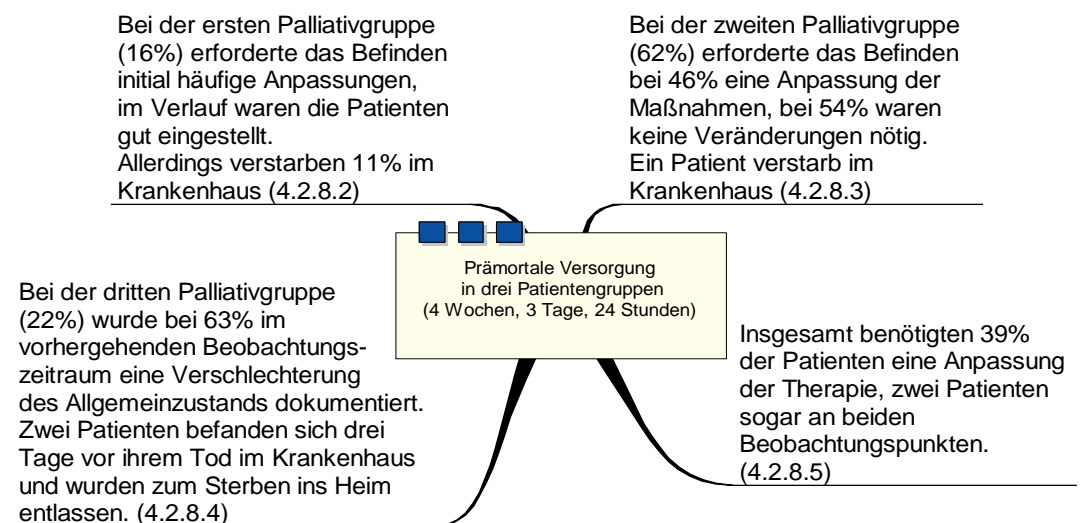 Bei der ersten Palliativgruppe
(16%) erforderte das Befinden
initial häufige Anpassungen,
im Verlauf waren die Patienten
gut eingestellt.
Allerdings verstarben 11% im
Krankenhaus (4.2.8.2)
Bei der zweiten Palliativgruppe
(62%) erforderte das Befinden
bei 46% eine Anpassung der
Maßnahmen, bei 54% waren
keine Veränderungen nötig.
Ein Patient verstarb im
Krankenhaus (4.2.8.3)
Prämortale Versorgung
in drei Patientengruppen
(4 Wochen, 3 Tage, 24 Stunden)
Bei der dritten Palliativgruppe
(22%) wurde bei 63% im
vorhergehenden Beobachtungs-
zeitraum eine Verschlechterung
des Allgemeinzustands dokumentiert.
Zwei Patienten befanden sich drei
Tage vor ihrem Tod im Krankenhaus
und wurden zum Sterben ins Heim
entlassen. (4.2.8.4)
Insgesamt benötigten 39%
der Patienten eine Anpassung
der Therapie, zwei Patienten
sogar an beiden
Beobachtungspunkten.
(4.2.8.5)